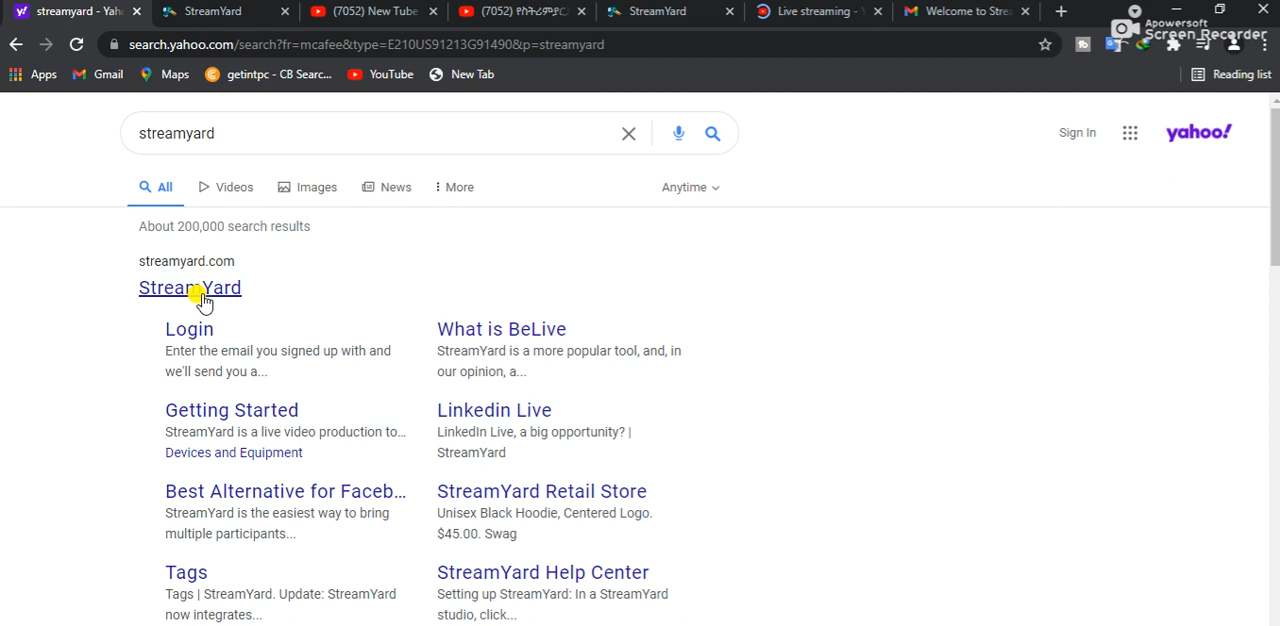 streamyard - Yah
StreamYard
(7052) New Tube
(7052) የስትሪምያር
StreamYard
Live streaming -
Welcome to Stre
Apowersoft
Screen Recorder
search.yahoo.com/search?fr=mcafee&type=E210US91213G91490&p=streamyard
Apps
Gmail
Maps
getintpc - CB Searc...
YouTube
New Tab
Reading list
streamyard
Sign In
yahoo!
All
Videos
Images
News
More
Anytime
About 200,000 search results
streamyard.com
StreamYard
Login
Enter the email you signed up with and
we'll send you a...
What is BeLive
StreamYard is a more popular tool, and, in
our opinion, a...
Getting Started
StreamYard is a live video production to...
Devices and Equipment
Linkedin Live
LinkedIn Live, a big opportunity? |
StreamYard
Best Alternative for Faceb...
StreamYard is the easiest way to bring
multiple participants...
StreamYard Retail Store
Unisex Black Hoodie, Centered Logo.
$45.00. Swag
Tags
Tags | StreamYard. Update: StreamYard
now integrates...
StreamYard Help Center
Setting up StreamYard: In a StreamYard
studio, click...